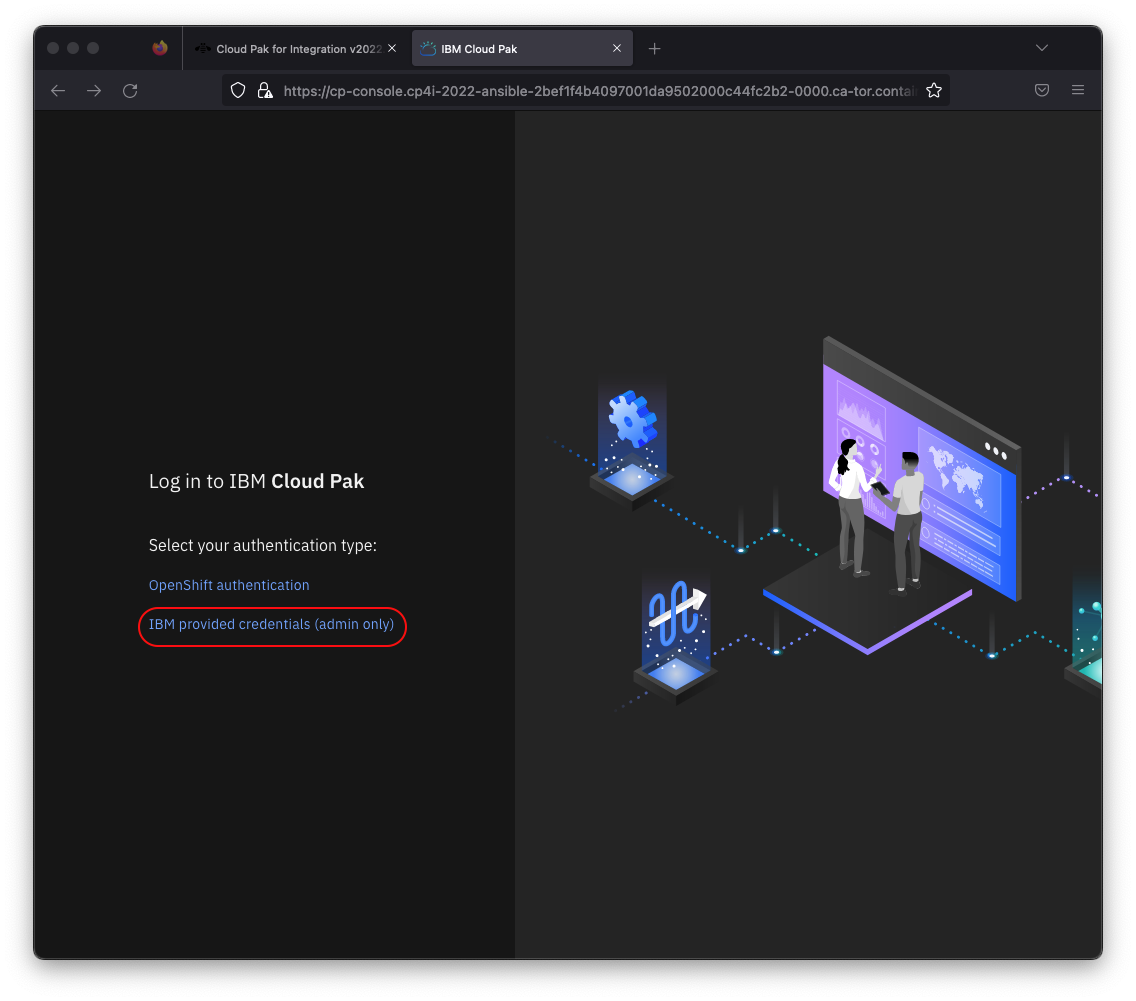 Cloud Pak for Integration v2022
IBM Cloud Pak
https://cp-console.cp4i-2022-ansible-2bef1f4b4097001da9502000c44fc2b2-0000.ca-tor.contai
Log in to IBM Cloud Pak
Select your authentication type:
OpenShift authentication
IBM provided credentials (admin only)